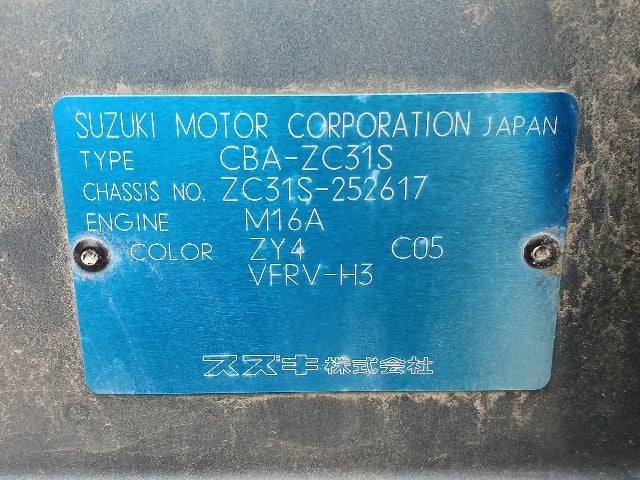 SUZUKI MOTOR CORPORATION JAPAN
TYPE CBA-ZC31S
CHASSIS NO. ZC31S-252617
ENGINE M16A
COLOR ZY4 C05
VFRV-H3
スズキ株式会社